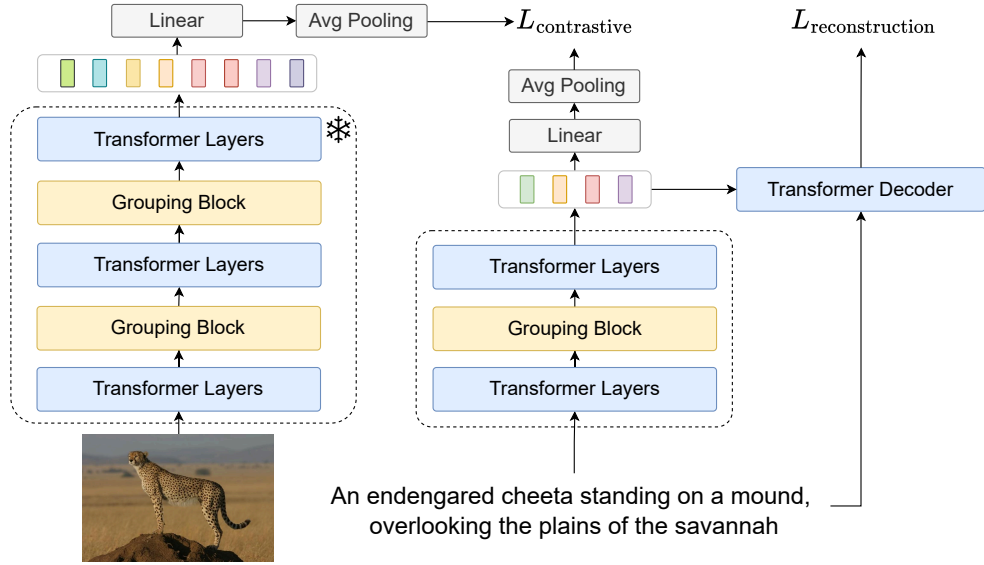 Linear
Avg Pooling
L_contrastive
L_reconstruction
Transformer Layers
Grouping Block
Transformer Layers
Grouping Block
Transformer Layers
Avg Pooling
Linear
Transformer Layers
Grouping Block
Transformer Layers
Transformer Decoder
An endengared cheeta standing on a mound,
overlooking the plains of the savannah